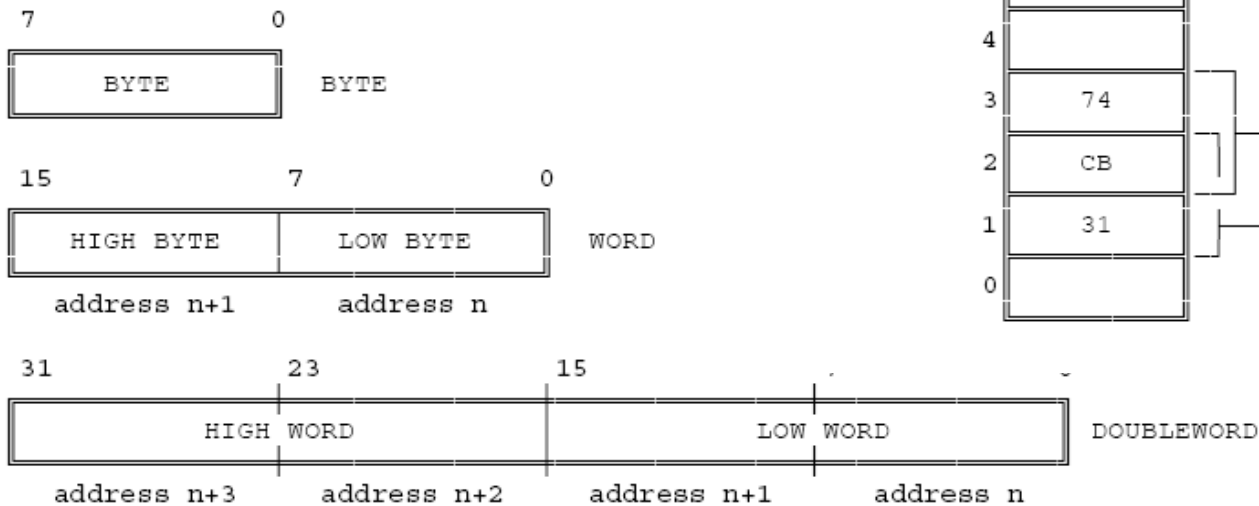 7 0
BYTE BYTE
15 7 0
HIGH BYTE LOW BYTE WORD
address n+1 address n
31 23 15
HIGH WORD LOW WORD DOUBLEWORD
address n+3 address n+2 address n+1 address n
4
3 74
2 CB
1 31
0